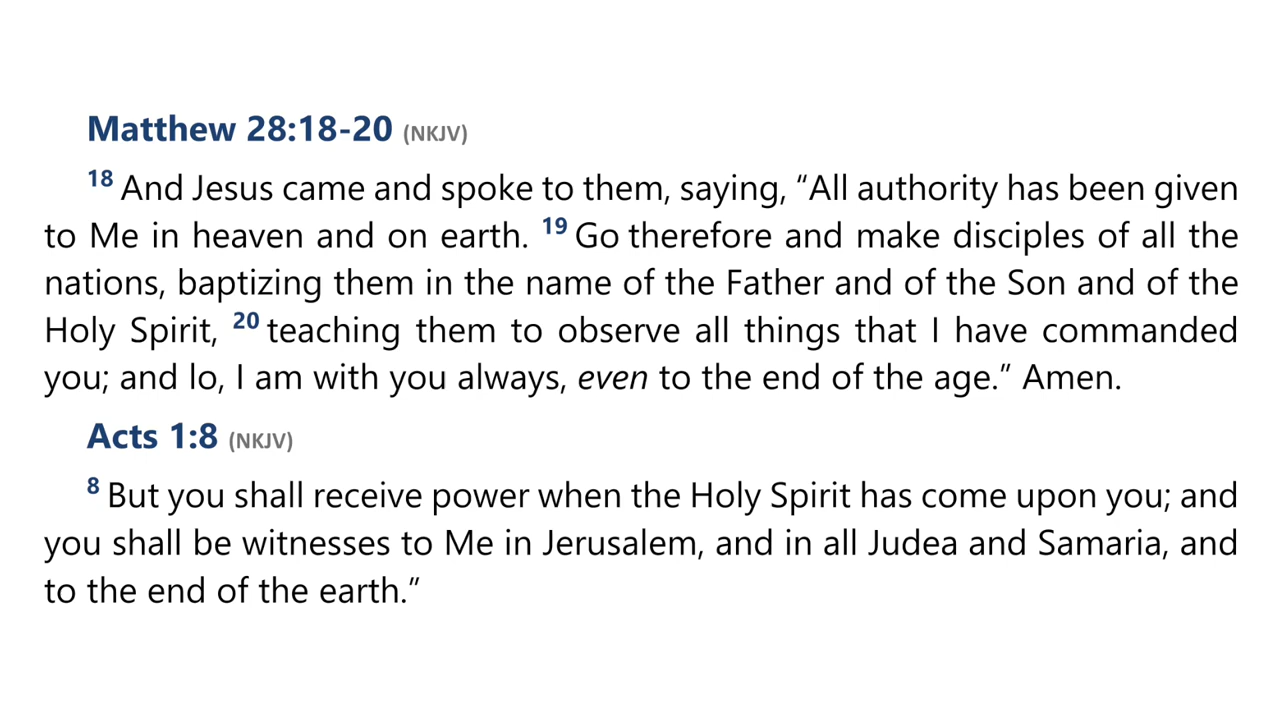 Matthew 28:18-20 (NKJV)
18 And Jesus came and spoke to them, saying, “All authority has been given
to Me in heaven and on earth. 19 Go therefore and make disciples of all the
nations, baptizing them in the name of the Father and of the Son and of the
Holy Spirit, 20 teaching them to observe all things that I have commanded
you; and lo, I am with you always, even to the end of the age.” Amen.
Acts 1:8 (NKJV)
8 But you shall receive power when the Holy Spirit has come upon you; and
you shall be witnesses to Me in Jerusalem, and in all Judea and Samaria, and
to the end of the earth.”